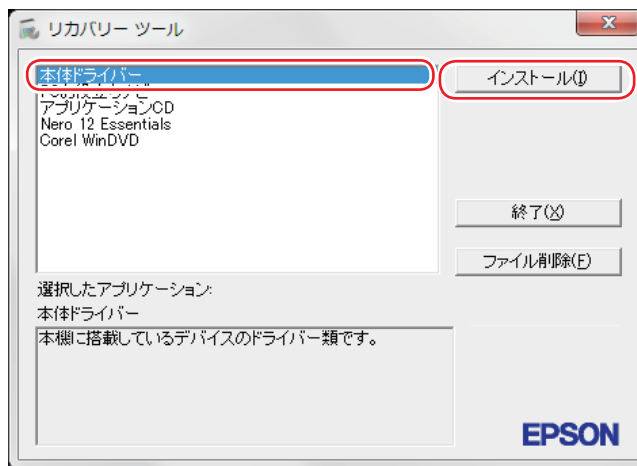 リカバリー ツール
本体ドライバー
アプリケーションCD
Nero 12 Essentials
Corel WinDVD
インストール(I)
終了(X)
ファイル削除(F)
選択したアプリケーション:
本体ドライバー
本機に搭載しているデバイスのドライバー類です。
EPSON